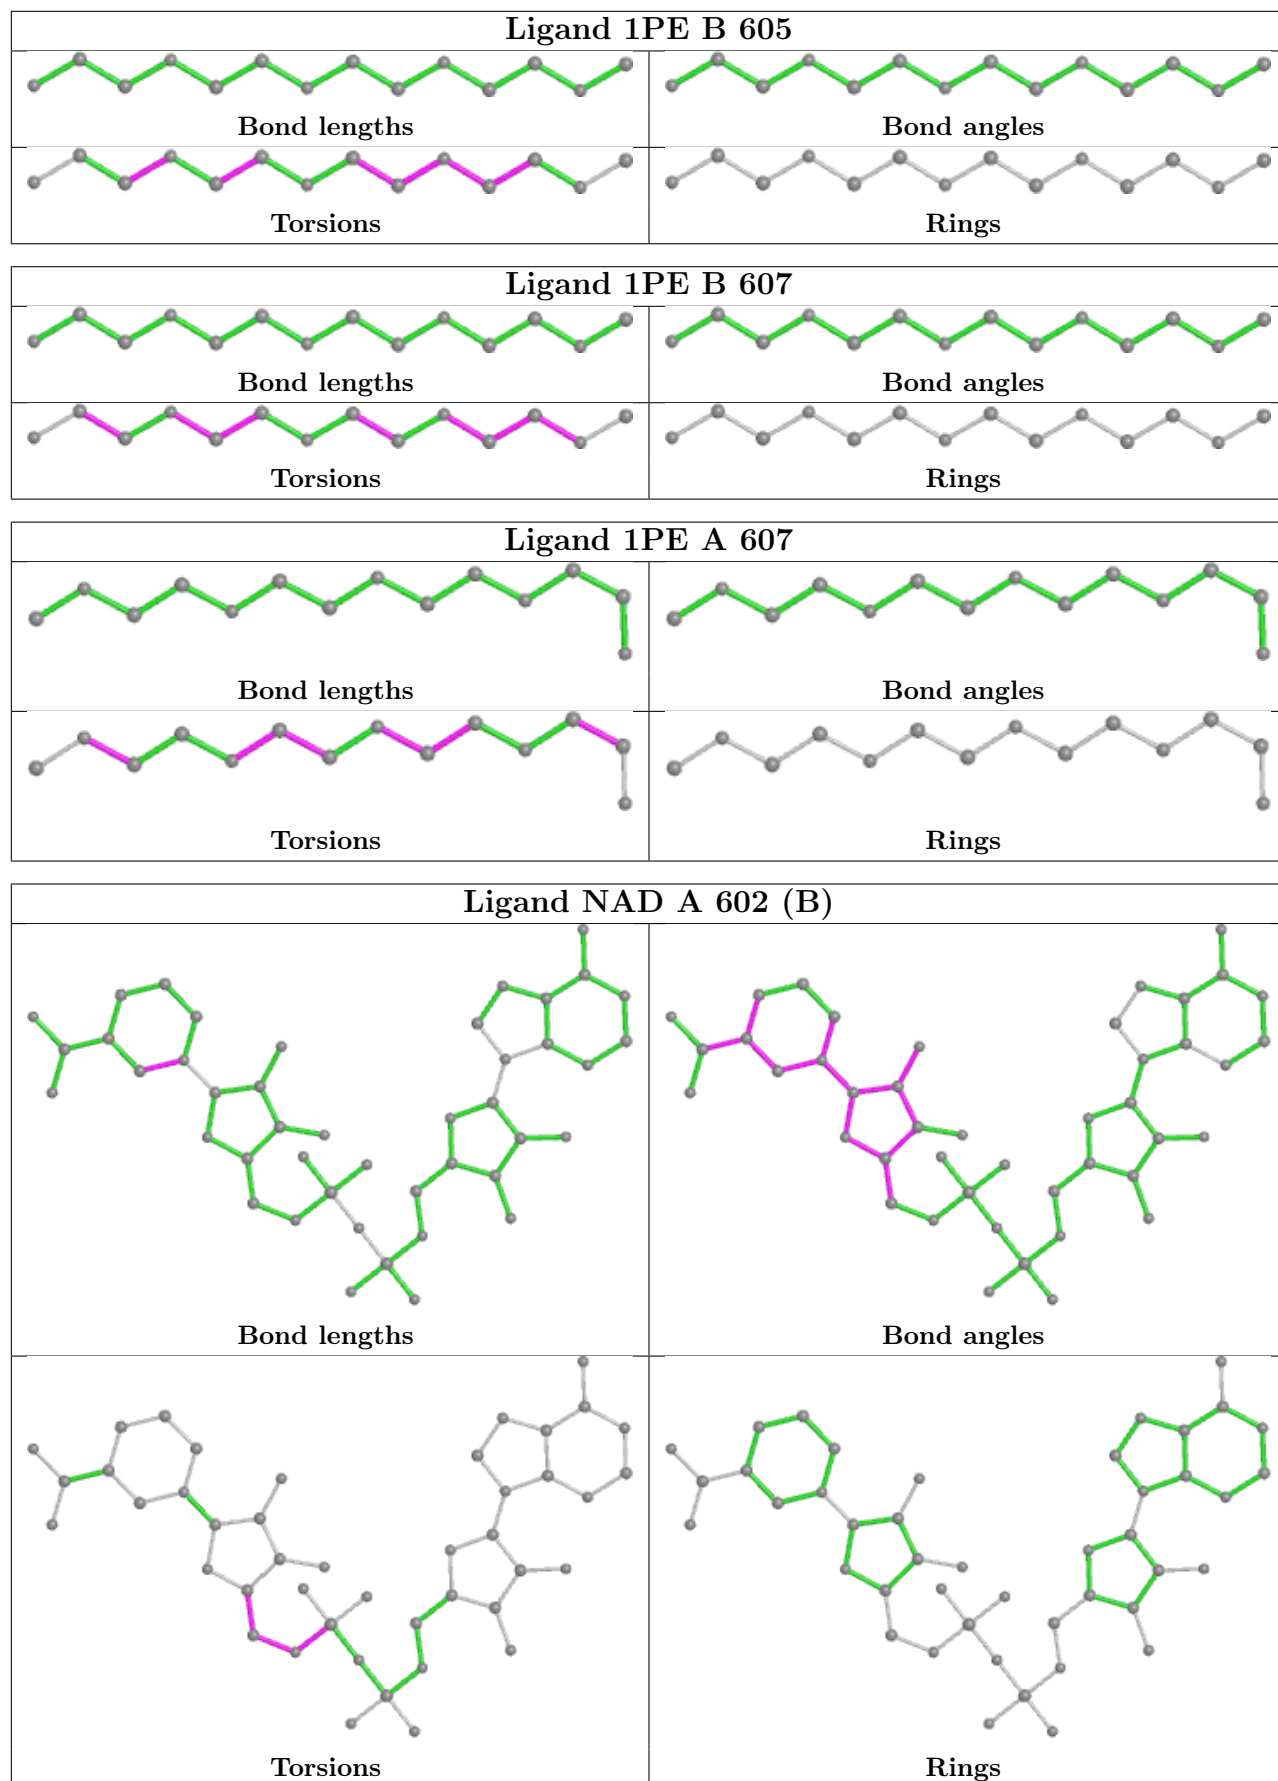 Ligand 1PE B 605
Bond lengths
Bond angles
Torsions
Rings
Ligand 1PE B 607
Bond lengths
Bond angles
Torsions
Rings
Ligand 1PE A 607
Bond lengths
Bond angles
Torsions
Rings
Ligand NAD A 602 (B)
Bond lengths
Bond angles
Torsions
Rings